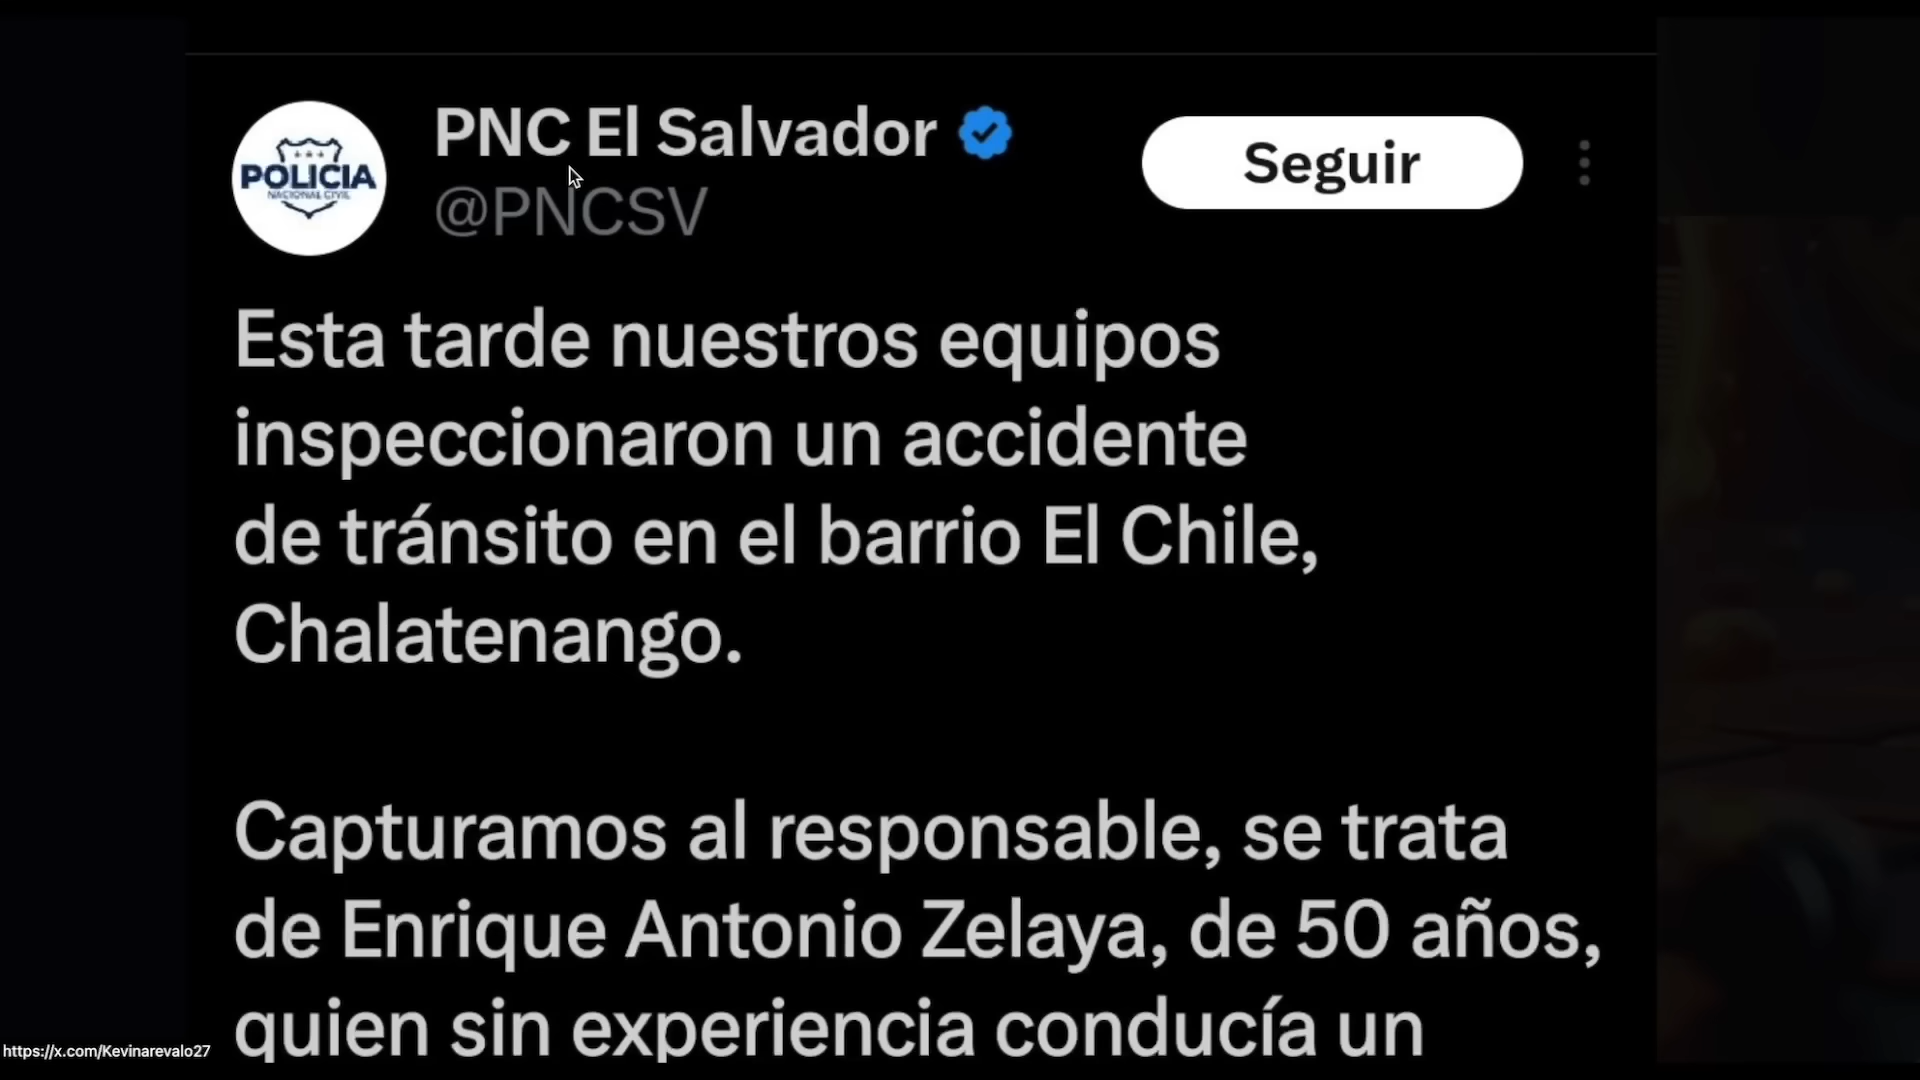 POLICIA
NACIONAL CIVIL
PNC El Salvador
@PNCSV
Seguir
Esta tarde nuestros equipos
inspeccionaron un accidente
de tránsito en el barrio El Chile,
Chalatenango.
Capturamos al responsable, se trata
de Enrique Antonio Zelaya, de 50 años,
quien sin experiencia conducía un
https://x.com/Kevinarevalo27